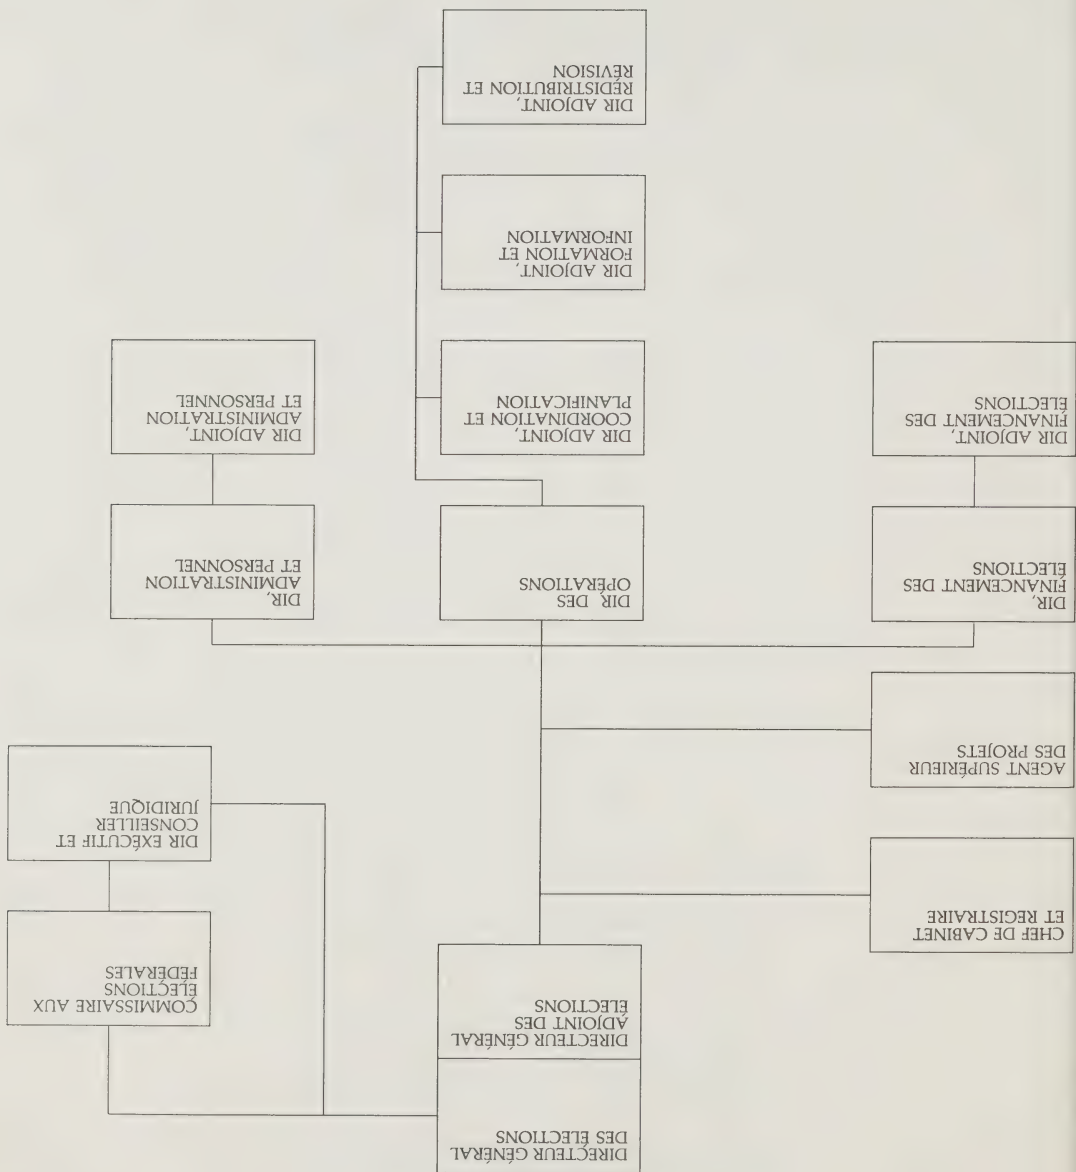 DIRECTEUR GÉNÉRAL
DES ÉLECTIONS
DIRECTEUR GÉNÉRAL
ADJOINT DES
ÉLECTIONS
COMMISSAIRE AUX
ÉLECTIONS
FÉDÉRALES
CHEF DE CABINET
ET REGISTRAIRE
DIR EXÉCUTIF ET
CONSEILLER
JURIDIQUE
AGENT SUPÉRIEUR
DES PROJETS
DIR,
FINANCEMENT DES
ÉLECTIONS
DIR, DES
OPÉRATIONS
DIR,
ADMINISTRATION
ET PERSONNEL
DIR ADJOINT,
FINANCEMENT DES
ÉLECTIONS
DIR ADJOINT,
COORDINATION ET
PLANIFICATION
DIR ADJOINT,
ADMINISTRATION
ET PERSONNEL
DIR ADJOINT,
FORMATION ET
INFORMATION
DIR ADJOINT,
RÉDISTRIBUTION ET
RÉVISION